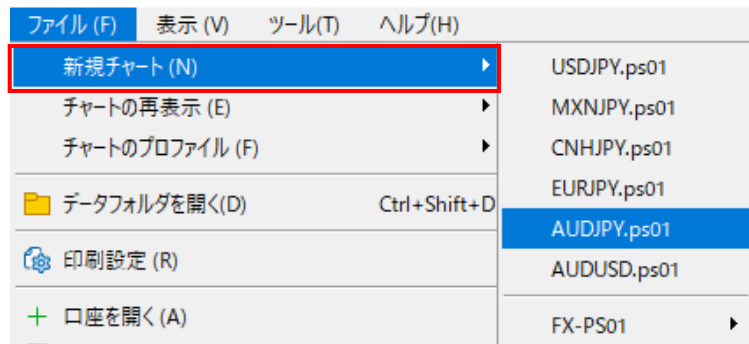 ファイル (F) 表示 (V) ツール(T) ヘルプ(H)
新規チャート (N)
チャートの再表示 (E)
チャートのプロファイル (F)
データフォルダを開く(D) Ctrl+Shift+D
印刷設定 (R)
口座を開く (A)
USDJPY.ps01
MXNJPY.ps01
CNHJPY.ps01
EURJPY.ps01
AUDJPY.ps01
AUDUSD.ps01
FX-PS01